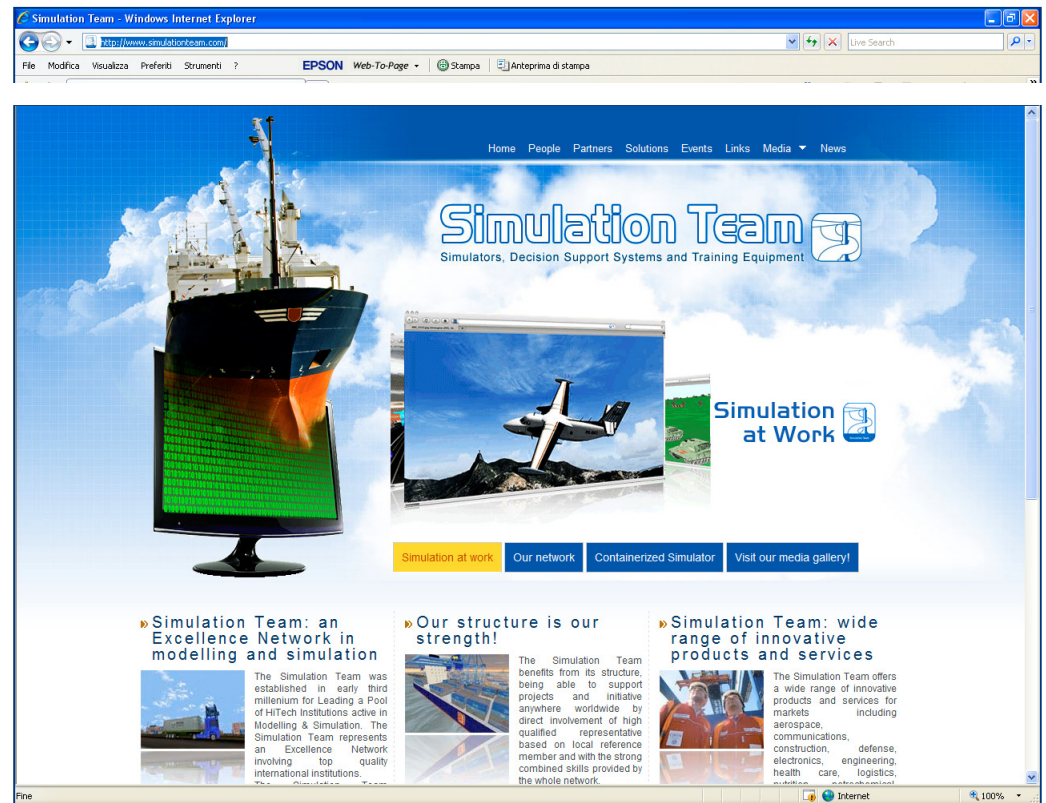 Simulation Team - Windows Internet Explorer
http://www.simulationteam.com/
Live Search
File Modifica Visualizza Preferiti Strumenti ? EPSON Web-To-Page Stampa Anteprima di stampa
Home People Partners Solutions Events Links Media News
Simulation Team
Simulators, Decision Support Systems and Training Equipment
Simulation
at Work
Simulation at work Our network Containerized Simulator Visit our media gallery!
Simulation Team: an
Excellence Network in
modelling and simulation
The Simulation Team was
established in early third
millenium for Leading a Pool
of HiTech Institutions active in
Modelling & Simulation. The
Simulation Team represents
an Excellence Network
involving top quality
international institutions.
The Simulation Team
Our structure is our
strength!
The Simulation Team
benefits from its structure,
being able to support
projects and initiative
anywhere worldwide by
direct involvement of high
qualified representative
based on local reference
member and with the strong
combined skills provided by
the whole network.
Simulation Team: wide
range of innovative
products and services
The Simulation Team offers
a wide range of innovative
products and services for
markets including
aerospace,
communications,
construction, defense,
electronics, engineering,
health care, logistics,
nutrition, petrochemical,
Fine Internet 100%